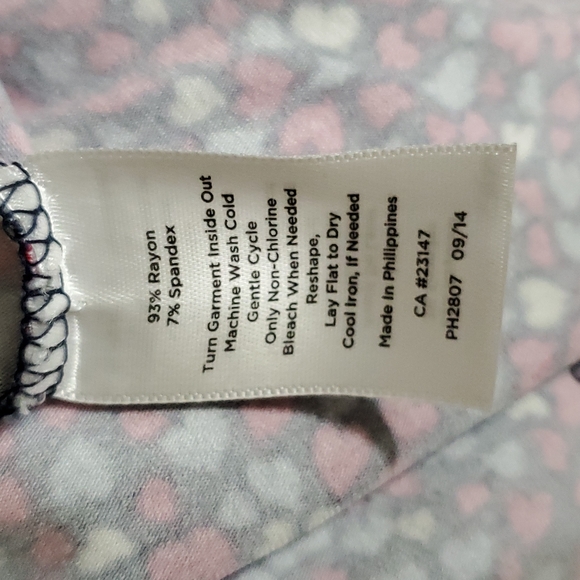 93% Rayon
7% Spandex
Turn Garment Inside Out
Machine Wash Cold
Gentle Cycle
Only Non-Chlorine
Bleach When Needed
Reshape,
Lay Flat to Dry
Cool Iron, If Needed
Made In Philippines
CA #23147
PH2807 09/14